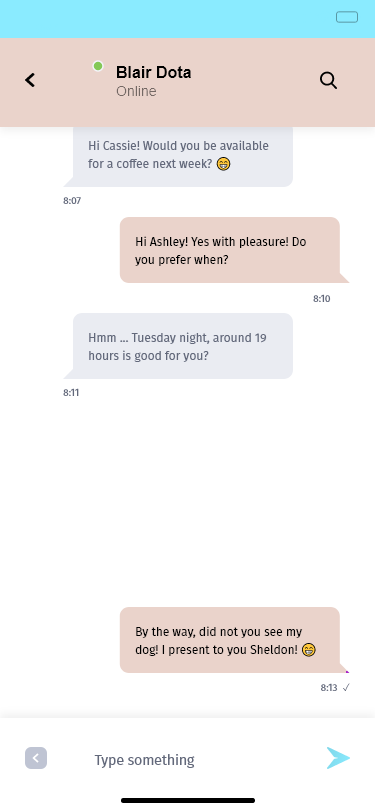 Blair Dota
Online
Hi Cassie! Would you be available
for a coffee next week? 😁
8:07
Hi Ashley! Yes with pleasure! Do
you prefer when?
8:10
Hmm ... Tuesday night, around 19
hours is good for you?
8:11
By the way, did not you see my
dog! I present to you Sheldon! 😁
8:13 ✓
Type something